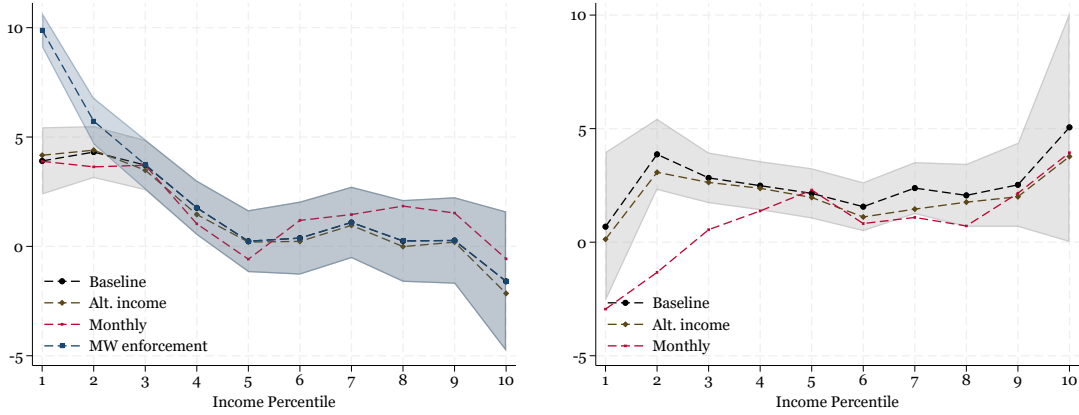 10
5
0
-5
Baseline
Alt. income
Monthly
MW enforcement
1 2 3 4 5 6 7 8 9 10
Income Percentile
10
5
0
-5
Baseline
Alt. income
Monthly
1 2 3 4 5 6 7 8 9 10
Income Percentile